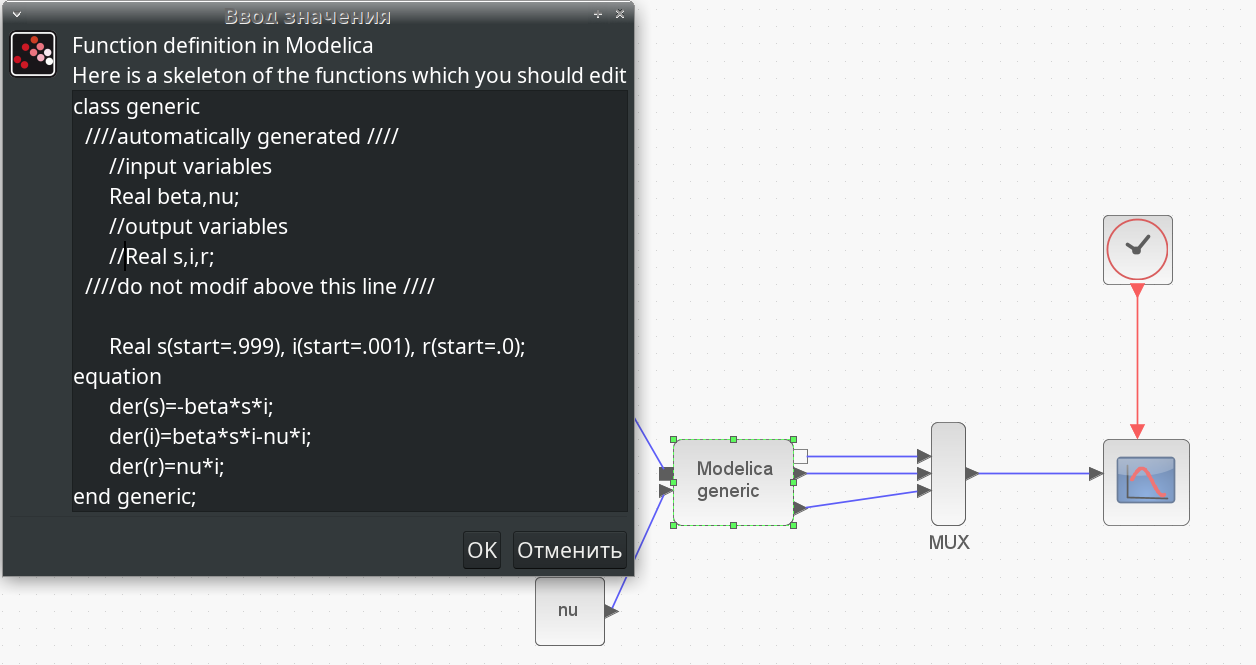 Ввод значения
Function definition in Modelica
Here is a skeleton of the functions which you should edit
class generic
////automatically generated ////
//input variables
Real beta,nu;
//output variables
//Real s,i,r;
////do not modif above this line ////
Real s(start=.999), i(start=.001), r(start=.0);
equation
der(s)=-beta*s*i;
der(i)=beta*s*i-nu*i;
der(r)=nu*i;
end generic;
OK
Отменить
Modelica
generic
MUX
nu